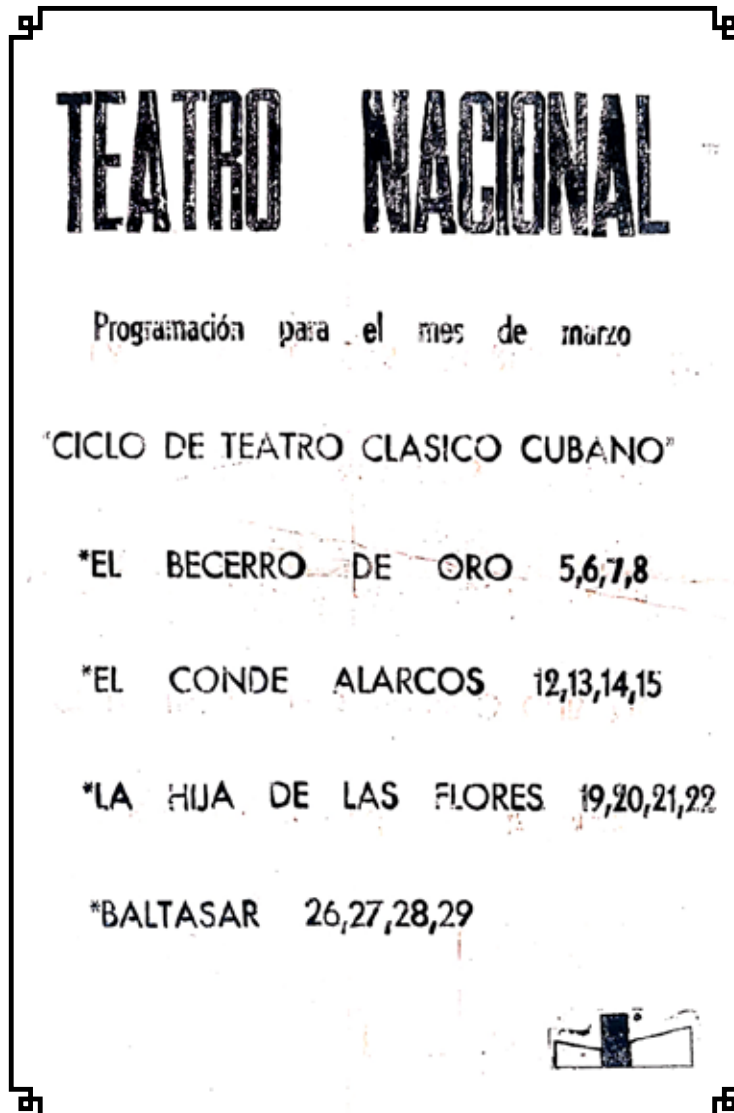 TEATRO NACIONAL
Programación para el mes de marzo
"CICLO DE TEATRO CLASICO CUBANO"
*EL BECERRO DE ORO 5,6,7,8
*EL CONDE ALARCOS 12,13,14,15
*LA HIJA DE LAS FLORES 19,20,21,22
*BALTASAR 26,27,28,29